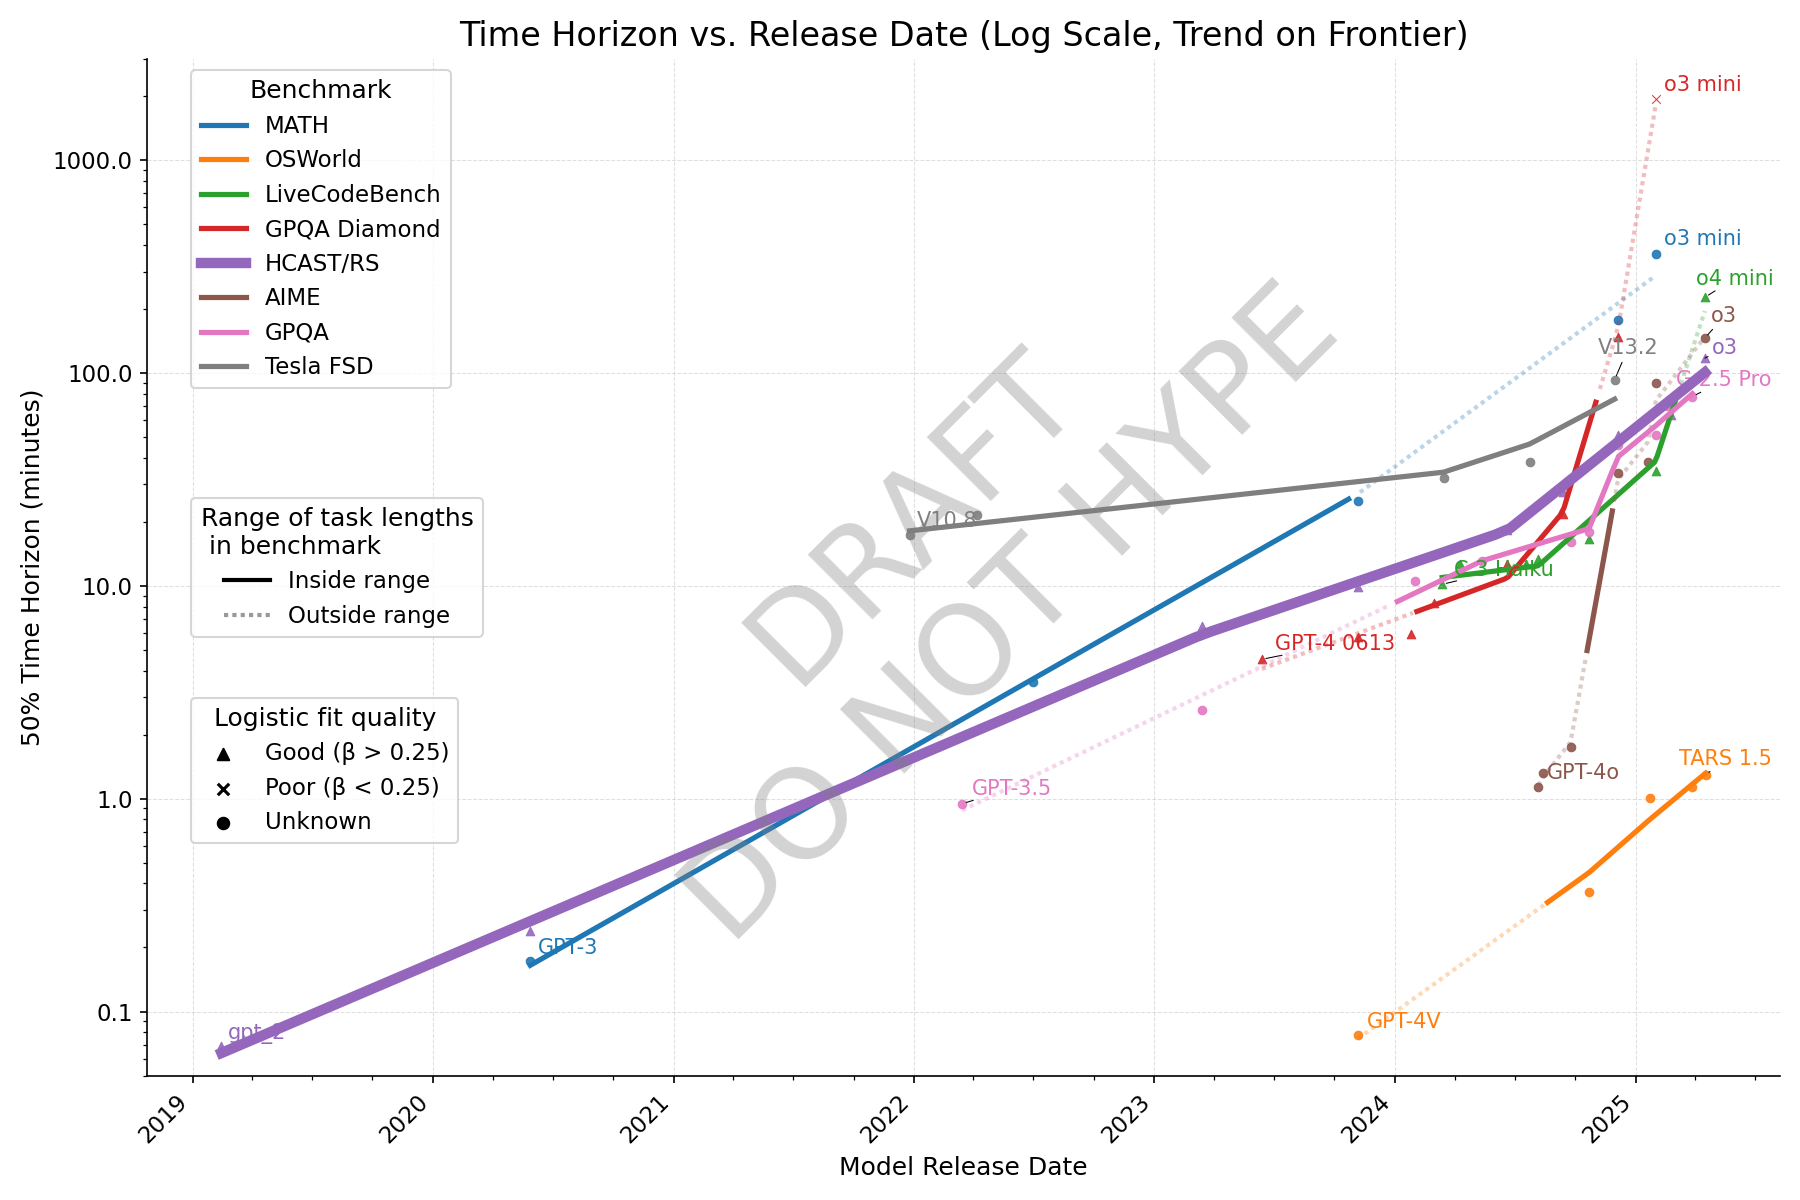 Time Horizon vs. Release Date (Log Scale, Trend on Frontier)
Benchmark
MATH
OSWorld
LiveCodeBench
GPQA Diamond
HCAST/RS
AIME
GPQA
Tesla FSD
Range of task lengths
in benchmark
Inside range
Outside range
Logistic fit quality
Good (β > 0.25)
Poor (β < 0.25)
Unknown
50% Time Horizon (minutes)
1000.0
100.0
10.0
1.0
0.1
o3 mini
o3 mini
o4 mini
o3
V13.2
o3
G 2.5 Pro
V10.8
C 3 Haiku
GPT-4 0613
GPT-3.5
GPT-4o
TARS 1.5
GPT-3
GPT-4V
gpt_2
DRAFT
DO NOT HYPE
2019
2020
2021
2022
2023
2024
2025
Model Release Date